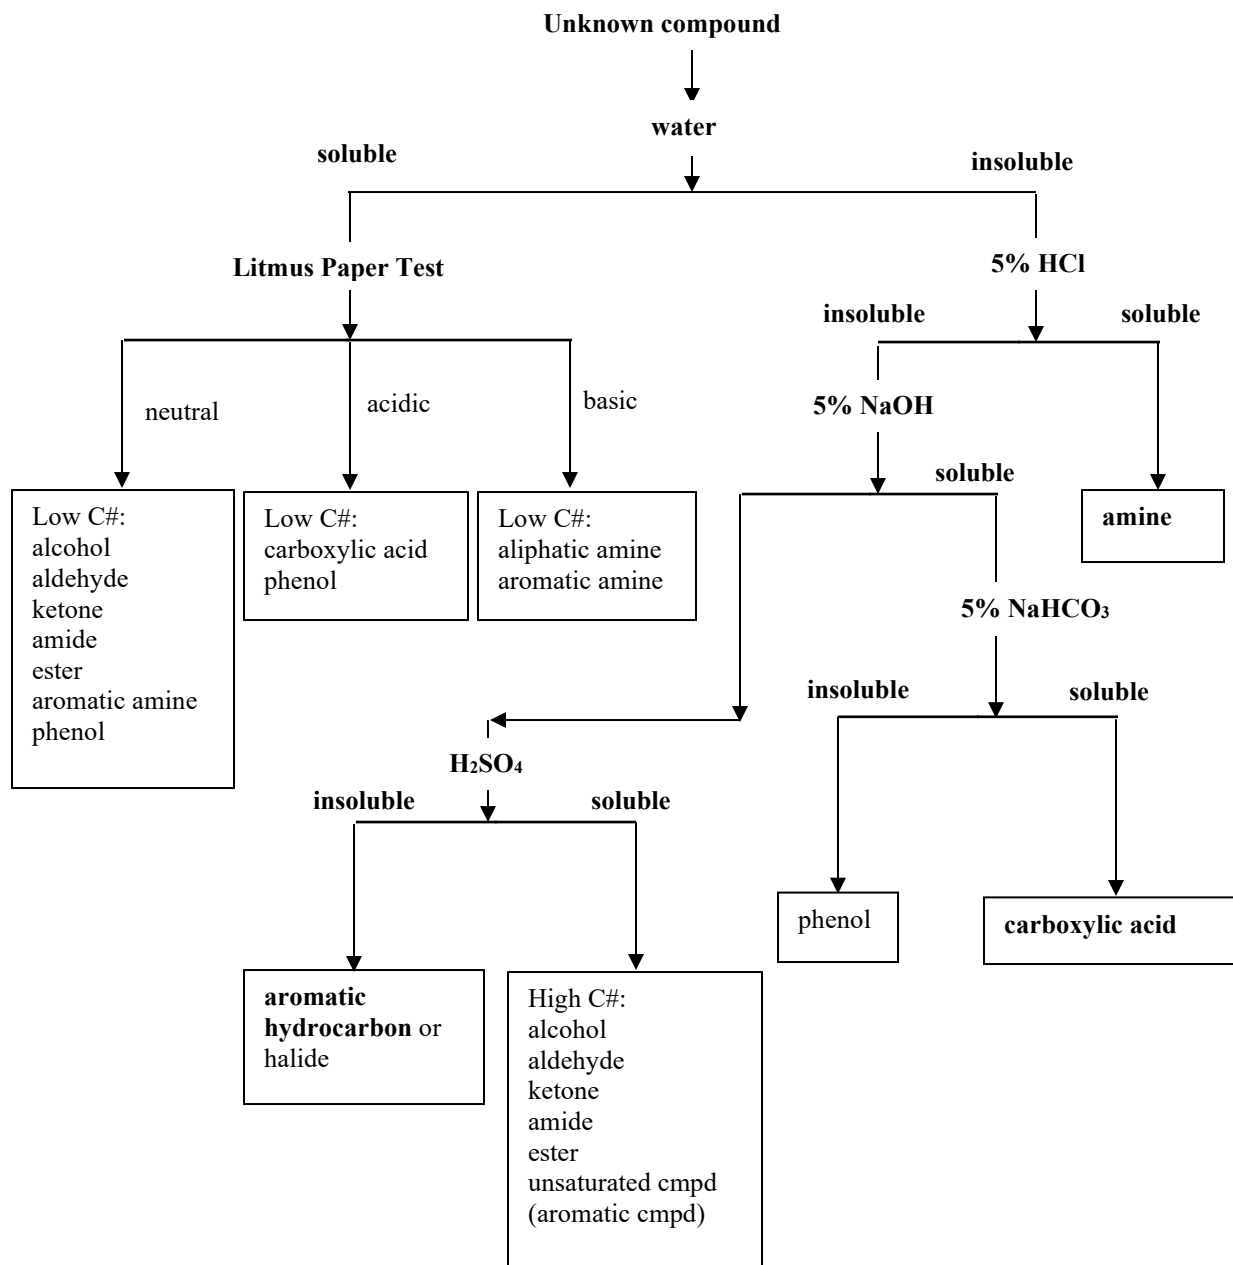 Unknown compound
water
soluble
insoluble
Litmus Paper Test
5% HCl
insoluble
soluble
neutral
acidic
basic
5% NaOH
soluble
Low C#:
alcohol
aldehyde
ketone
amide
ester
aromatic amine
phenol
Low C#:
carboxylic acid
phenol
Low C#:
aliphatic amine
aromatic amine
amine
5% NaHCO₃
insoluble
soluble
H₂SO₄
insoluble
soluble
phenol
carboxylic acid
aromatic
hydrocarbon or
halide
High C#:
alcohol
aldehyde
ketone
amide
ester
unsaturated cmpd
(aromatic cmpd)